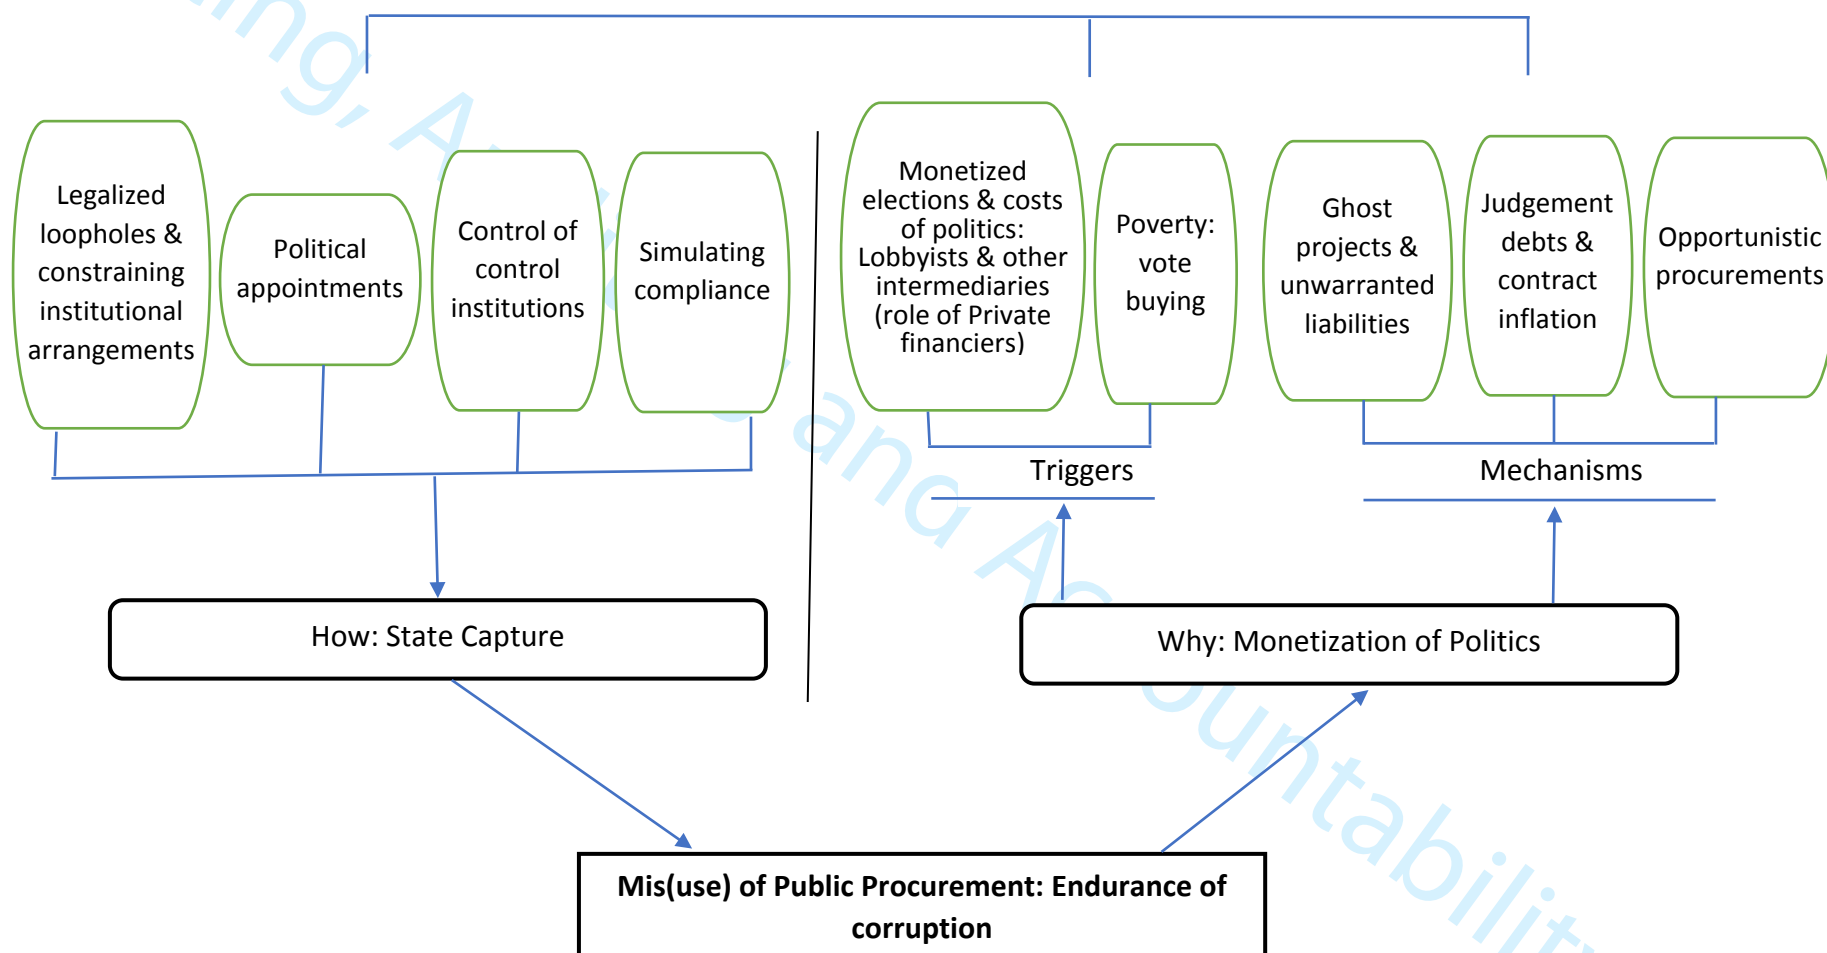 Legalized
loopholes &
constraining
institutional
arrangements
Political
appointments
Control of
control
institutions
Simulating
compliance
Monetized
elections & costs
of politics:
Lobbyists & other
intermediaries
(role of Private
financiers)
Poverty:
vote
buying
Ghost
projects &
unwarranted
liabilities
Judgement
debts &
contract
inflation
Opportunistic
procurements
Triggers
Mechanisms
How: State Capture
Why: Monetization of Politics
Mis(use) of Public Procurement: Endurance of
corruption
and Accountability